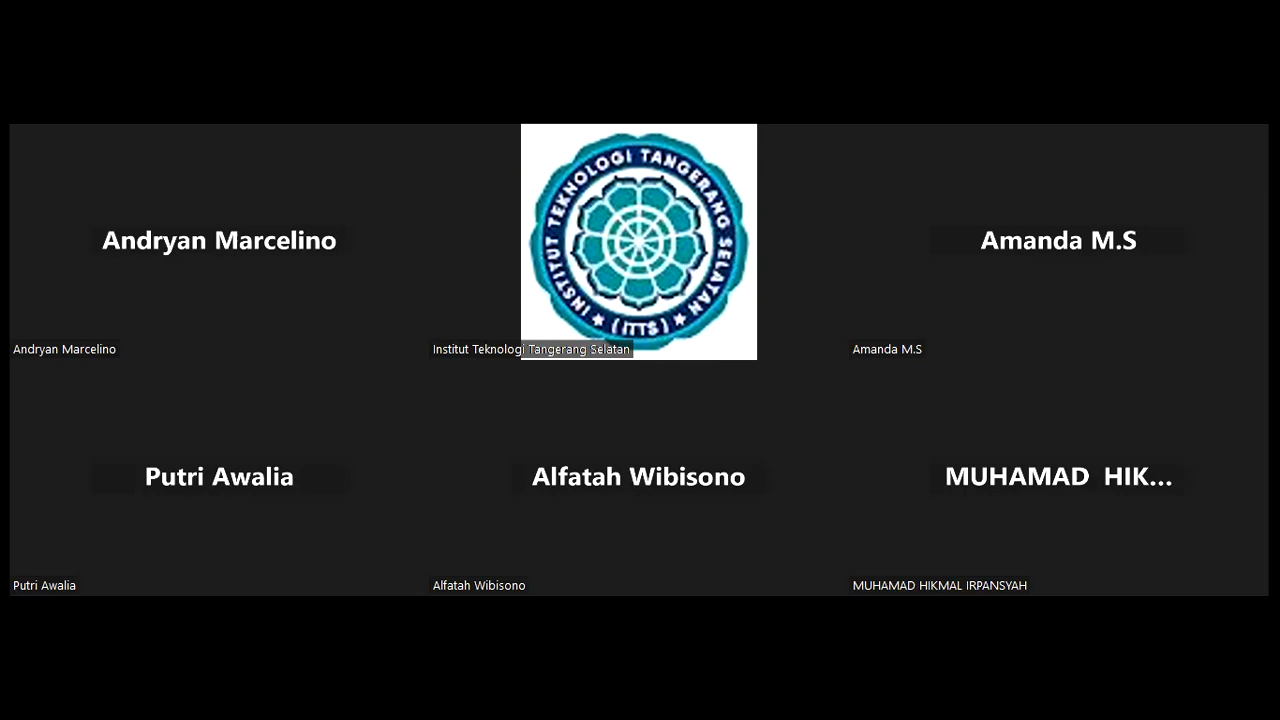 Andryan Marcelino
Andryan Marcelino
INSTITUT TEKNOLOGI TANGERANG SELATAN
(ITTS)
Institut Teknologi Tangerang Selatan
Amanda M.S
Amanda M.S
Putri Awalia
Putri Awalia
Alfatah Wibisono
Alfatah Wibisono
MUHAMAD HIK...
MUHAMAD HIKMAL IRPANSYAH